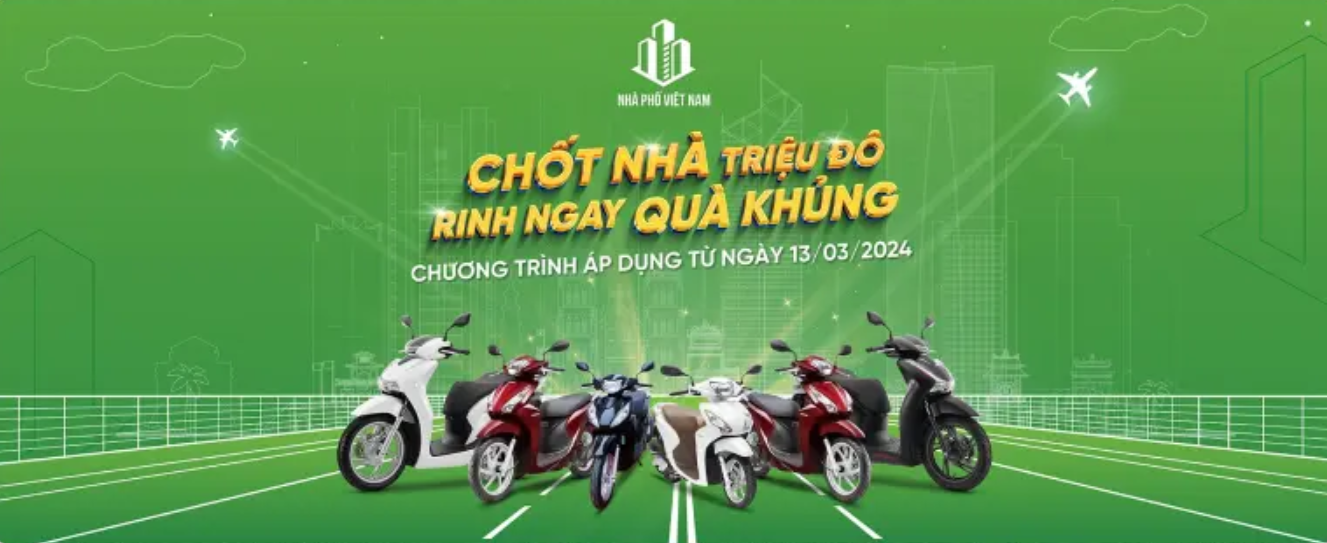 NHÀ PHỐ VIỆT NAM
CHỐT NHÀ TRIỆU ĐÔ
RINH NGAY QUÀ KHỦNG
CHƯƠNG TRÌNH ÁP DỤNG TỪ NGÀY 13/03/2024